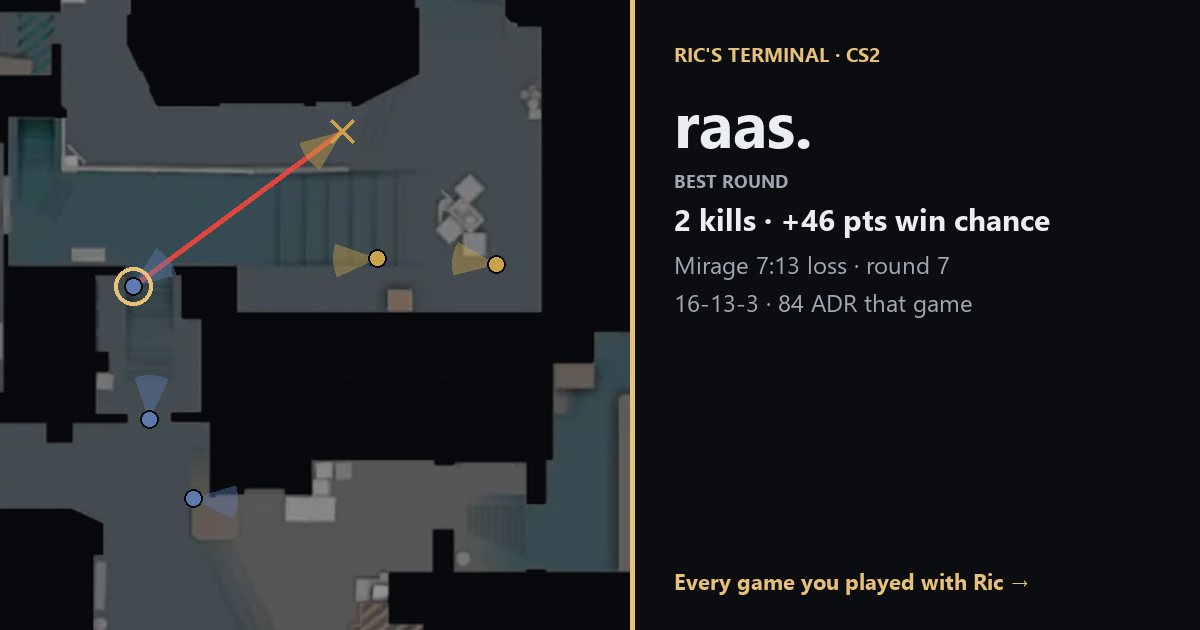 RIC'S TERMINAL · CS2
raas.
BEST ROUND
2 kills · +46 pts win chance
Mirage 7:13 loss · round 7
16-13-3 · 84 ADR that game
Every game you played with Ric →